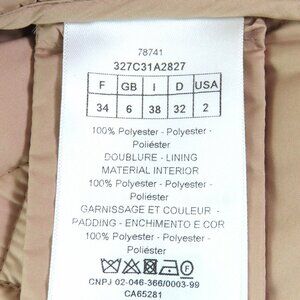 78741
327C31A2827
F GB I D USA
34 6 38 32 2
100% Polyester - Polyester -
Poliéster
DOUBLURE - LINING
MATERIAL INTERIOR
100% Polyester - Polyester -
Poliéster
GARNISSAGE ET COULEUR -
PADDING - ENCHIMENTO E COR
100% Polyester - Polyester -
Poliéster
CNPJ 02-046-366/0003-99
CA65281